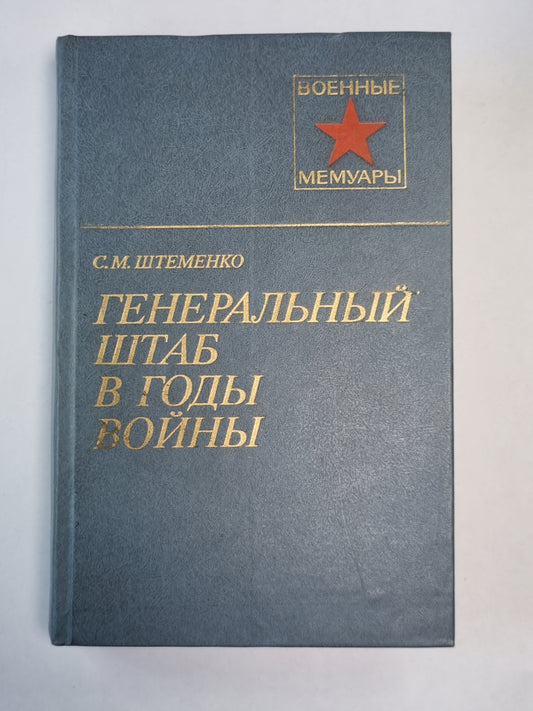 ВОЕННЫЕ
МЕМУАРЫ
С. М. ШТЕМЕНКО
ГЕНЕРАЛЬНЫЙ
ШТАБ
В ГОДЫ
ВОЙНЫ